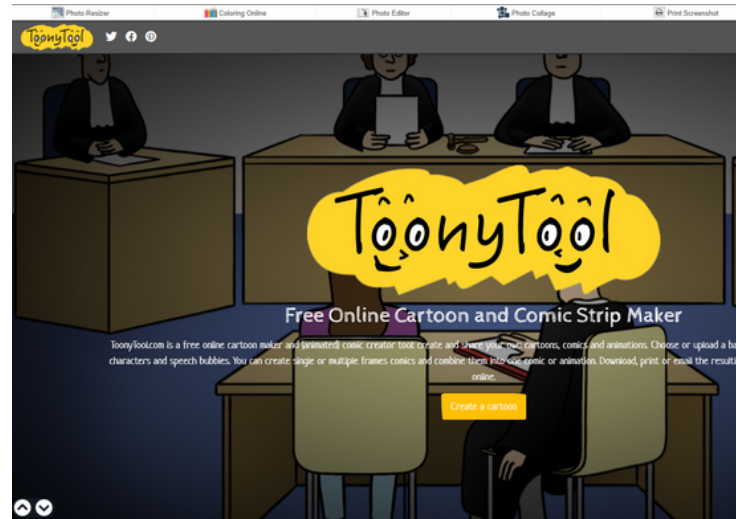 Photo Resizer
Coloring Online
Photo Editor
Photo Collage
Print Screenshot
ToonyTool
ToonyTool
Free Online Cartoon and Comic Strip Maker
ToonyTool.com is a free online cartoon maker and (animated) comic creator toot create and share your own cartoons, comics and animations. Choose or upload a ba
characters and speech bubbies. You can create single or multiple frames comics and combine them into one comic or animation. Download, print or email the resulti
online.
Create a cartoon